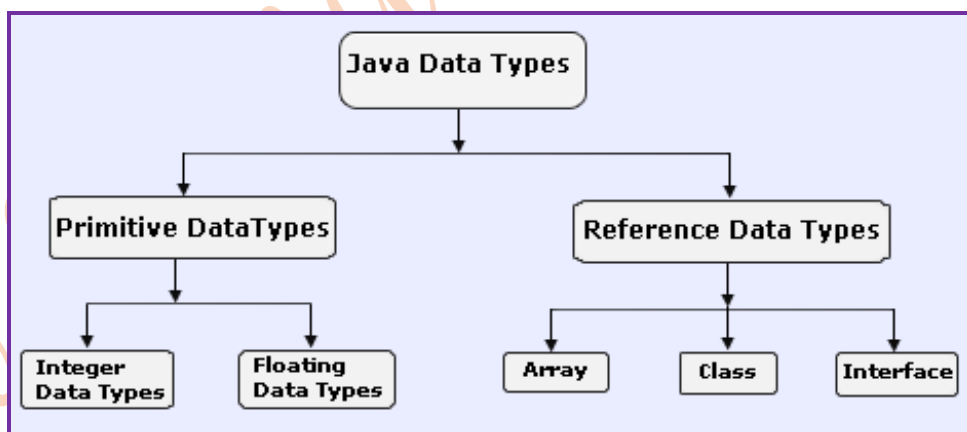 Java Data Types
Primitive DataTypes
Reference Data Types
Integer
Data Types
Floating
Data Types
Array
Class
Interface